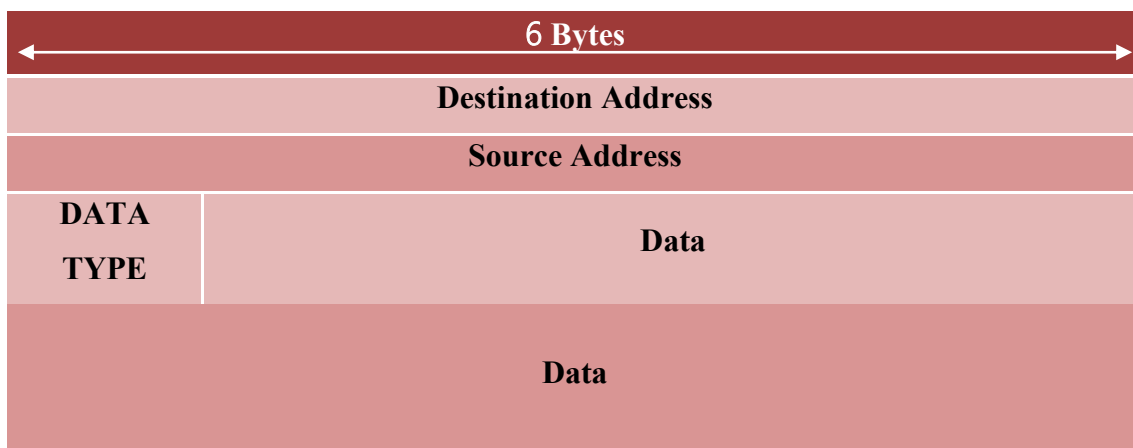 6 Bytes
Destination Address
Source Address
DATA
TYPE
Data
Data